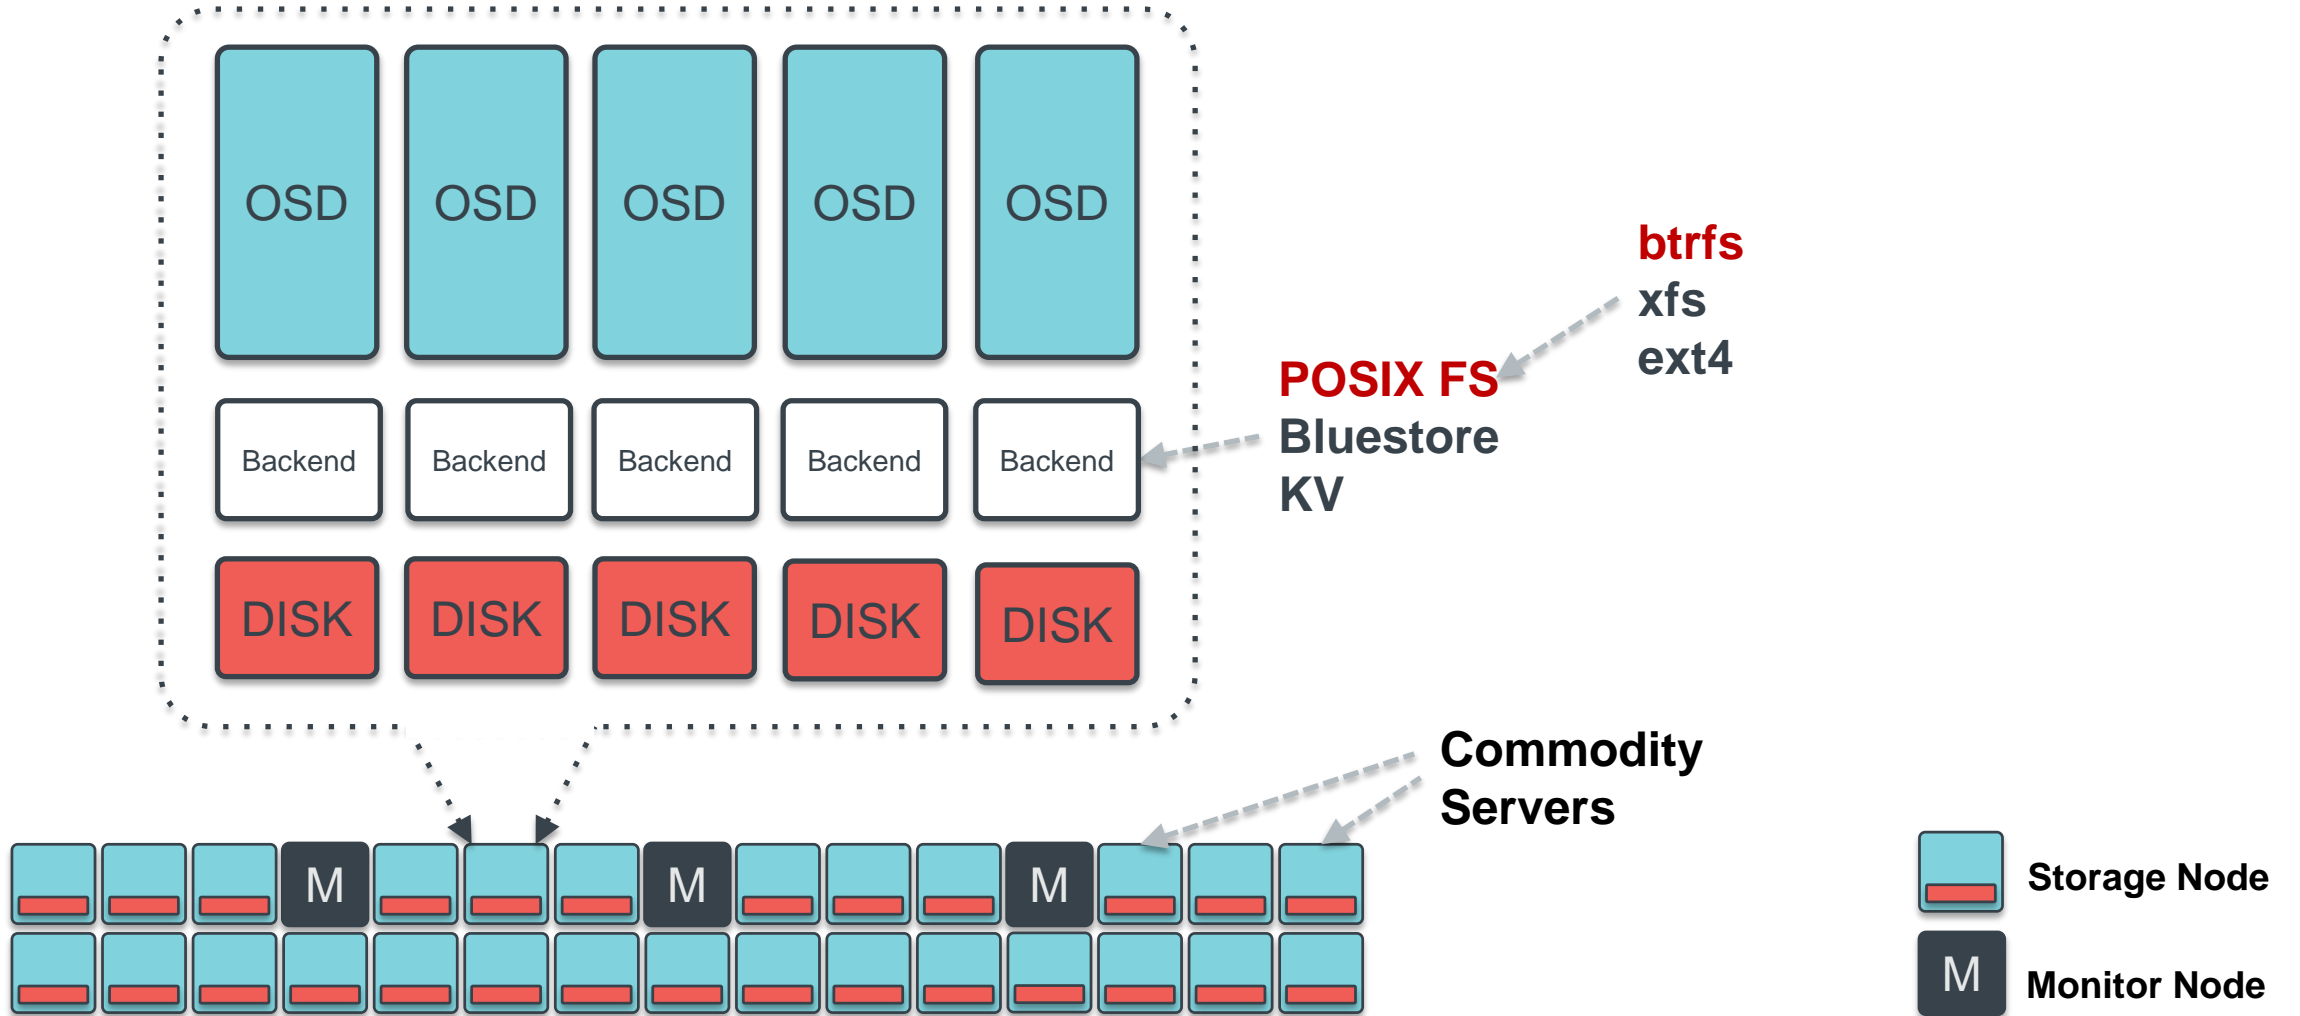 OSD OSD OSD OSD OSD
btrfs
xfs
ext4
POSIX FS
Bluestore
KV
Backend Backend Backend Backend Backend
DISK DISK DISK DISK DISK
Commodity
Servers
M M M
Storage Node
M Monitor Node